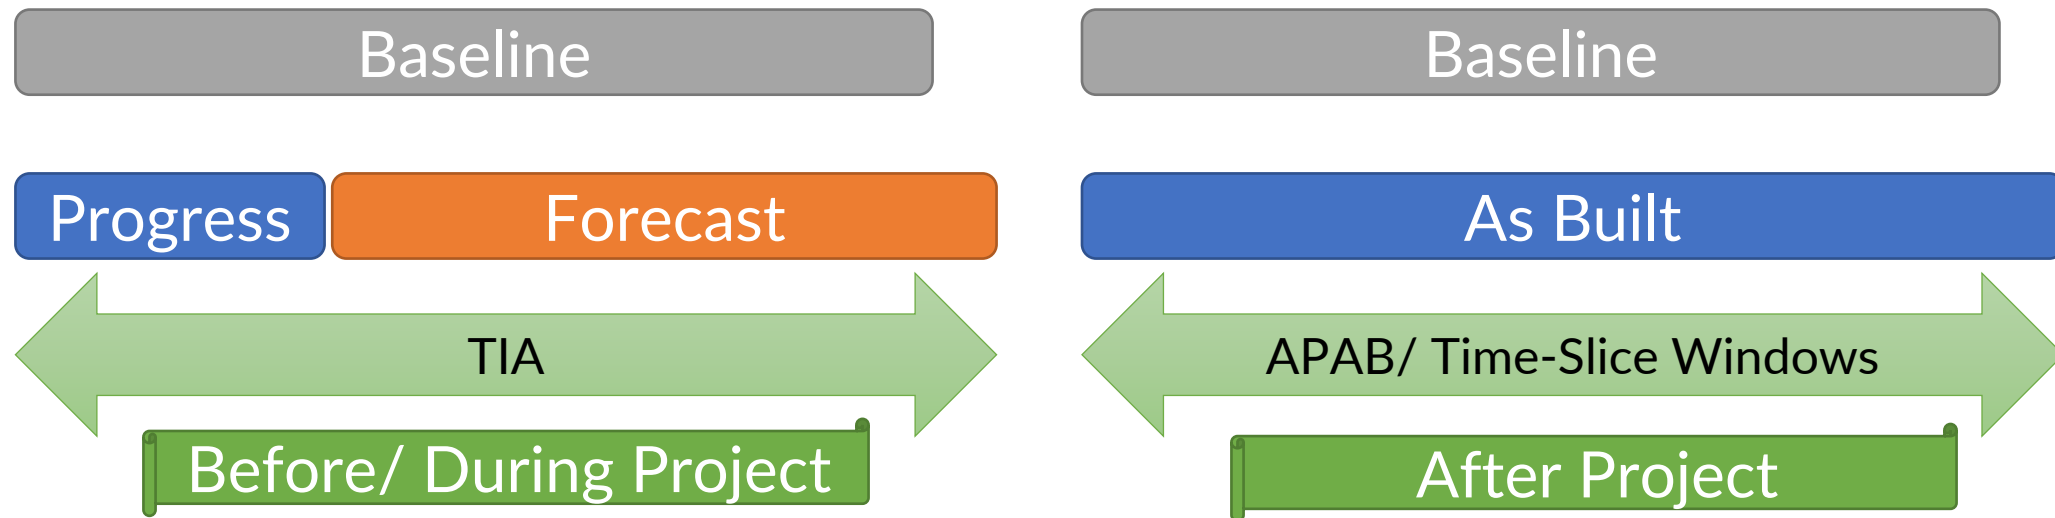 Baseline
Baseline
Progress
Forecast
As Built
TIA
APAB/ Time-Slice Windows
Before/ During Project
After Project